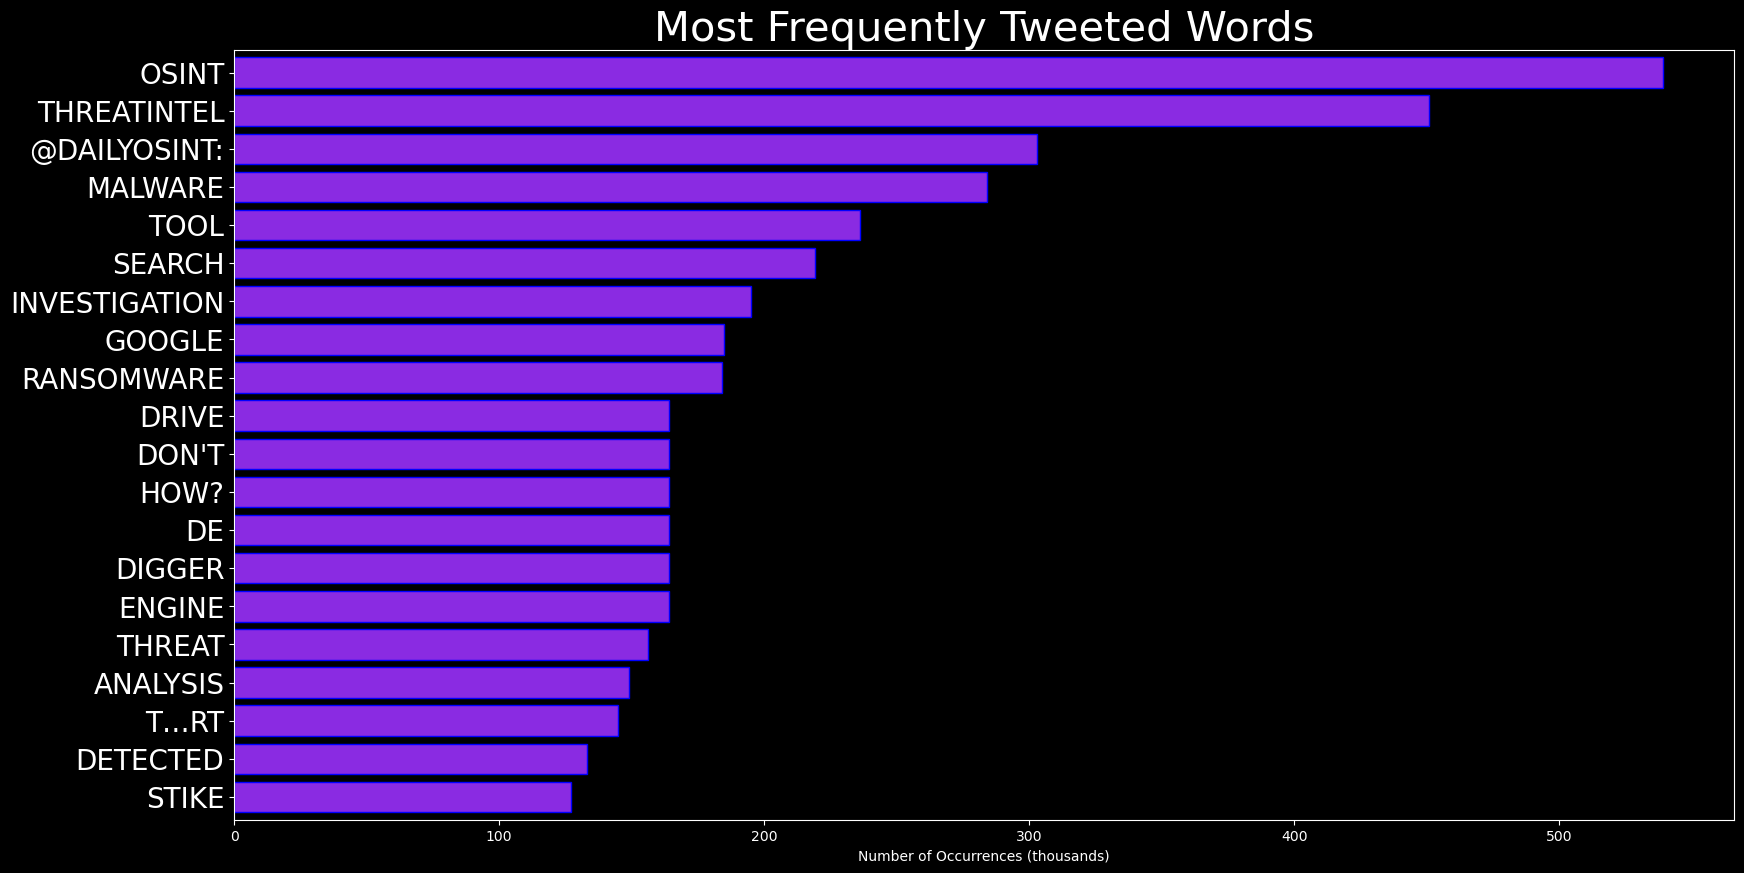 Most Frequently Tweeted Words
OSINT
THREATINTEL
@DAILYOSINT:
MALWARE
TOOL
SEARCH
INVESTIGATION
GOOGLE
RANSOMWARE
DRIVE
DON'T
HOW?
DE
DIGGER
ENGINE
THREAT
ANALYSIS
T…RT
DETECTED
STIKE
0 100 200 300 400 500
Number of Occurrences (thousands)